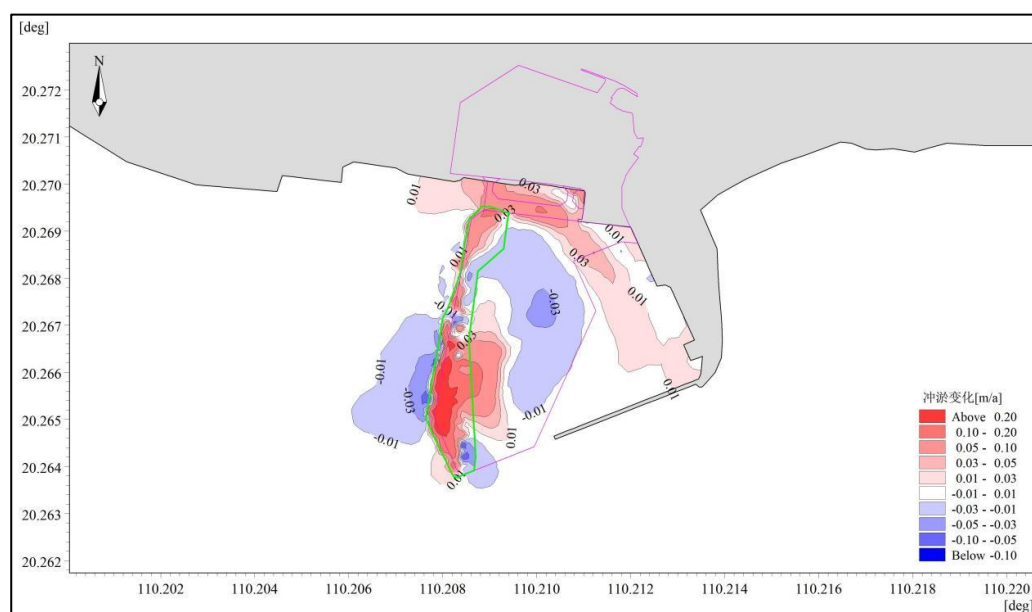 [deg]
N
20.272
20.271
20.270
20.269
20.268
20.267
20.266
20.265
20.264
20.263
20.262
0.01
0.03
0.03
0.01
0.03
0.01
0.01
-0.01
-0.03
0.03
-0.01
-0.03
-0.01
-0.01
0.01
0.01
0.01
冲淤变化[m/a]
Above 0.20
0.10 - 0.20
0.05 - 0.10
0.03 - 0.05
0.01 - 0.03
-0.01 - 0.01
-0.03 - -0.01
-0.05 - -0.03
-0.10 - -0.05
Below -0.10
110.202
110.204
110.206
110.208
110.210
110.212
110.214
110.216
110.218
110.220
[deg]